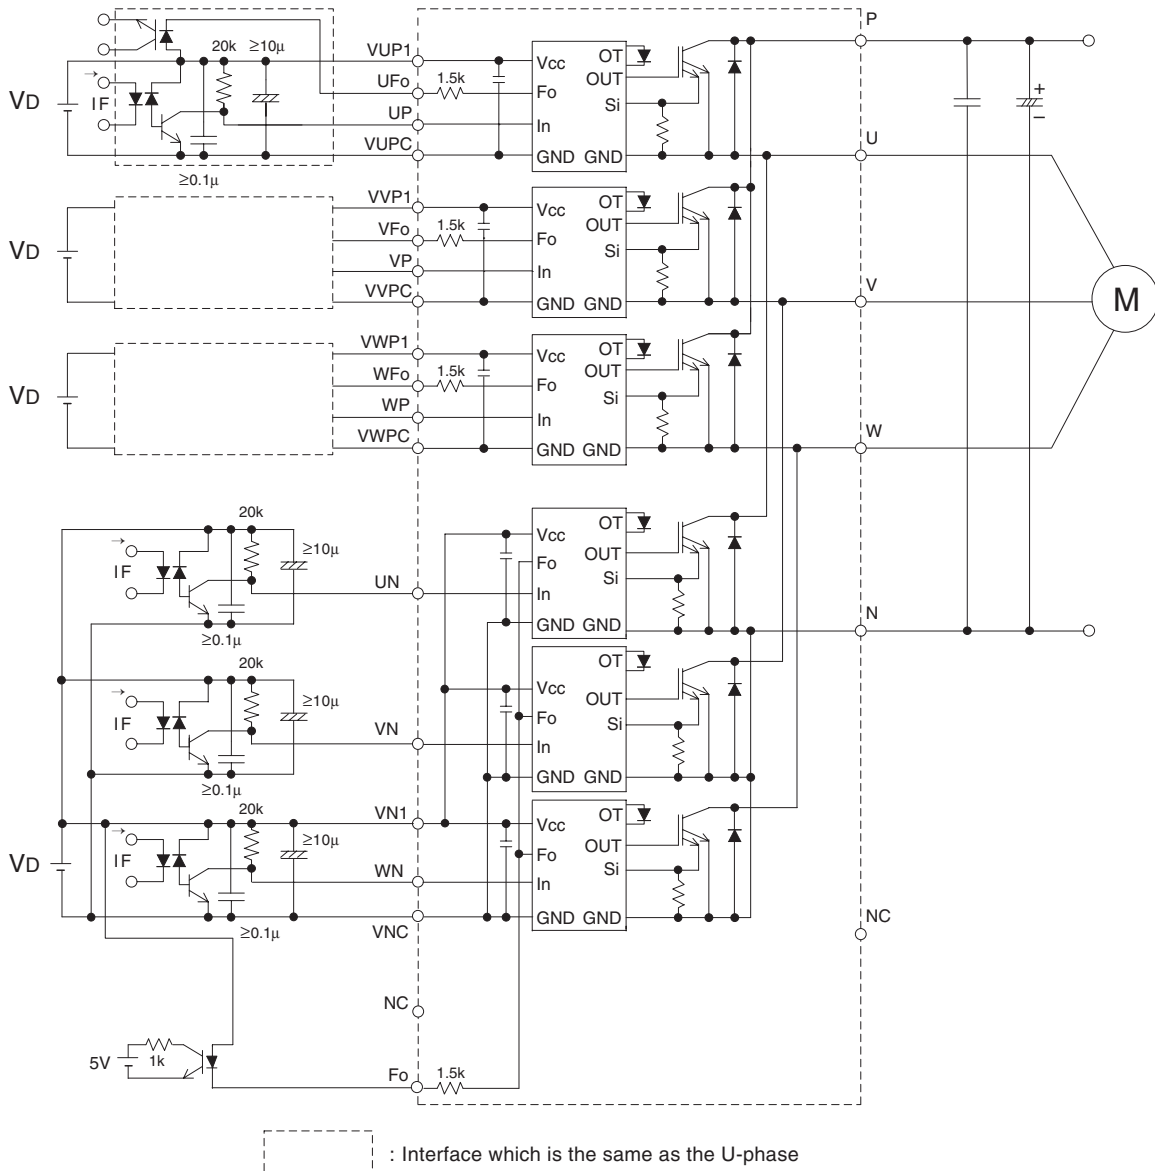 P
20k
≥10µ
VUP1
OT
Vcc
OUT
UFo
1.5k
Fo
VD
IF
Si
UP
In
U
VUPC
GND
GND
≥0.1µ
VVP1
OT
Vcc
OUT
VFo
1.5k
Fo
VD
Si
VP
In
V
VVPC
GND
GND
M
VWP1
OT
Vcc
OUT
WFo
1.5k
Fo
VD
Si
WP
In
W
VWPC
GND
GND
20k
OT
Vcc
≥10µ
OUT
IF
Fo
UN
Si
In
N
GND
GND
≥0.1µ
20k
OT
Vcc
≥10µ
OUT
IF
Fo
VN
Si
In
GND
GND
≥0.1µ
20k
VN1
OT
Vcc
≥10µ
OUT
VD
IF
Fo
WN
Si
In
GND
GND
NC
≥0.1µ
VNC
NC
5V
1k
Fo
1.5k
: Interface which is the same as the U-phase